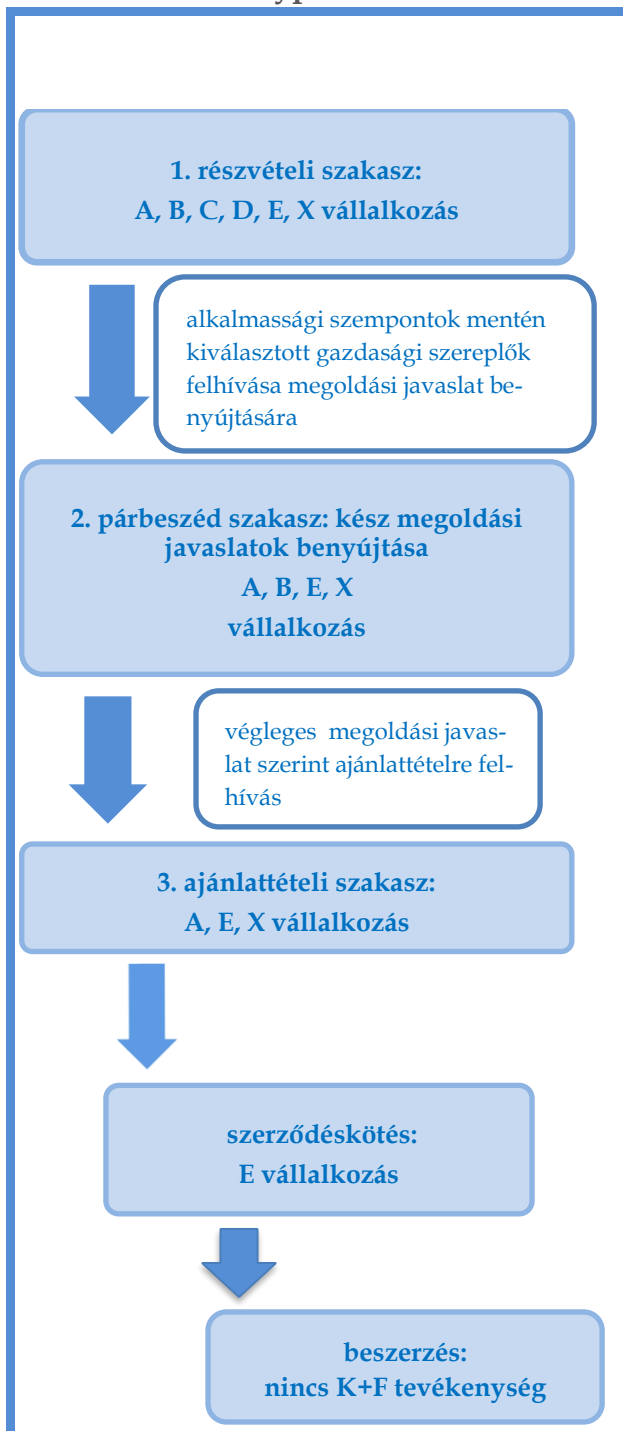 1. részvételi szakasz:
A, B, C, D, E, X vállalkozás
alkalmassági szempontok mentén
kiválasztott gazdasági szereplők
felhívása megoldási javaslat be-
nyújtására
2. párbeszéd szakasz: kész megoldási
javaslatok benyújtása
A, B, E, X
vállalkozás
végleges megoldási javas-
lat szerint ajánlattételre fel-
hívás
3. ajánlattételi szakasz:
A, E, X vállalkozás
szerződéskötés:
E vállalkozás
beszerzés:
nincs K+F tevékenység